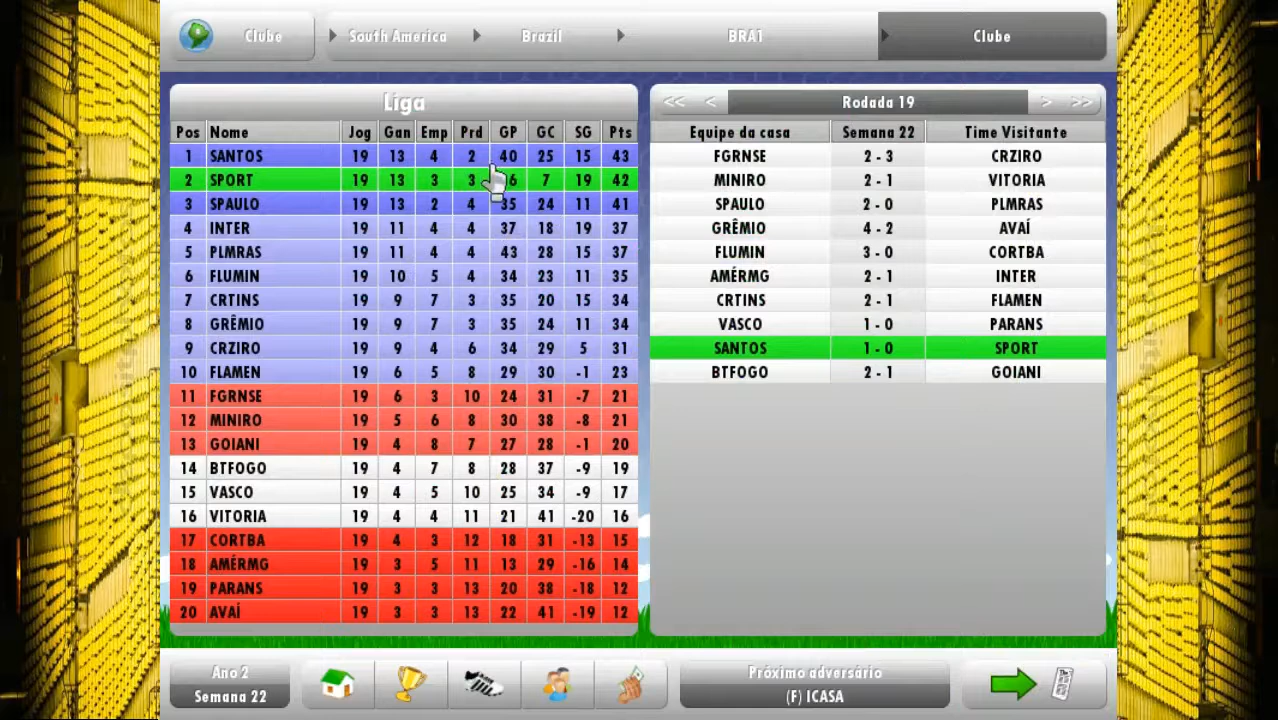 Clube South America Brazil BRA1 Clube
Liga
Pos Nome Jog Gan Emp Prd GP GC SG Pts
1 SANTOS 19 13 4 2 40 25 15 43
2 SPORT 19 13 3 3 7 19 42
3 SPAULO 19 13 2 4 35 24 11 41
4 INTER 19 11 4 4 37 18 19 37
5 PLMRAS 19 11 4 4 43 28 15 37
6 FLUMIN 19 10 5 4 34 23 11 35
7 CRTINS 19 9 7 3 35 20 15 34
8 GRÊMIO 19 9 7 3 35 24 11 34
9 CRZIRO 19 9 4 6 34 29 5 31
10 FLAMEN 19 6 5 8 29 30 -1 23
11 FGRNSE 19 6 3 10 24 31 -7 21
12 MINIRO 19 5 6 8 30 38 -8 21
13 GOIANI 19 4 8 7 27 28 -1 20
14 BTFOGO 19 4 7 8 28 37 -9 19
15 VASCO 19 4 5 10 25 34 -9 17
16 VITORIA 19 4 4 11 21 41 -20 16
17 CORTBA 19 4 3 12 18 31 -13 15
18 AMÉRMG 19 3 5 11 13 29 -16 14
19 PARANS 19 3 3 13 20 38 -18 12
20 AVAÍ 19 3 3 13 22 41 -19 12
<< < Rodada 19 > >>
Equipe da casa Semana 22 Time Visitante
FGRNSE 2 - 3 CRZIRO
MINIRO 2 - 1 VITORIA
SPAULO 2 - 0 PLMRAS
GRÊMIO 4 - 2 AVAÍ
FLUMIN 3 - 0 CORTBA
AMÉRMG 2 - 1 INTER
CRTINS 2 - 1 FLAMEN
VASCO 1 - 0 PARANS
SANTOS 1 - 0 SPORT
BTFOGO 2 - 1 GOIANI
Ano 2
Semana 22
Próximo adversário
(F) ICASA